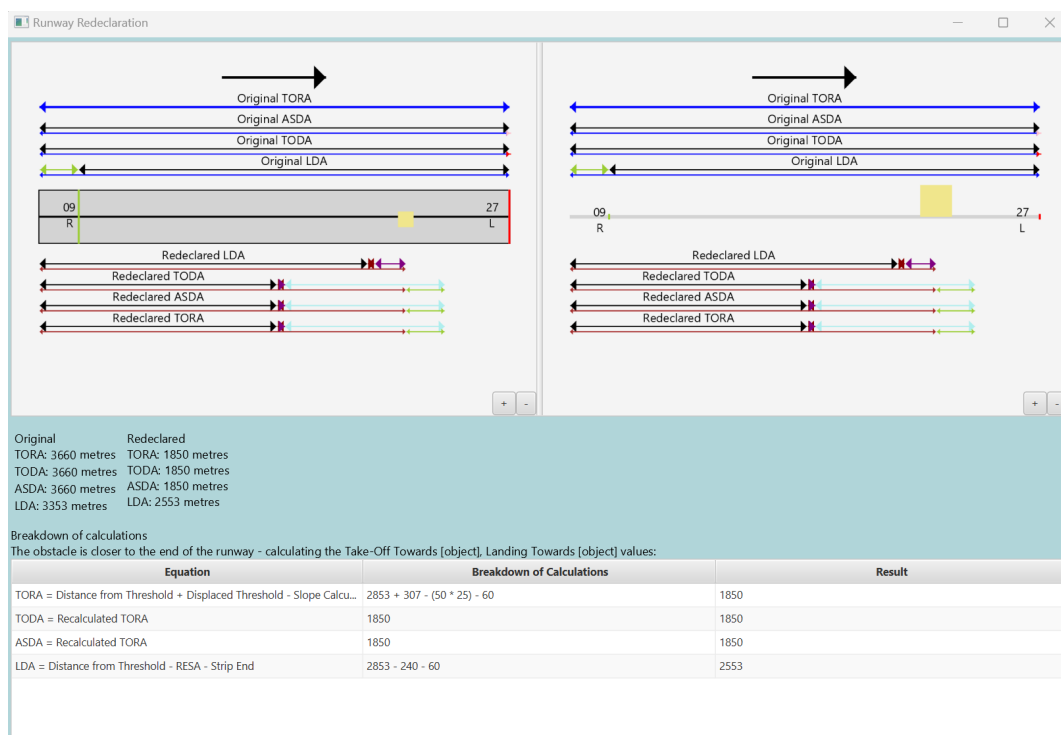 Runway Redeclaration
Original TORA
Original ASDA
Original TODA
Original LDA
09
R
27
L
Redeclared LDA
Redeclared TODA
Redeclared ASDA
Redeclared TORA
+ -
Original TORA
Original ASDA
Original TODA
Original LDA
09
R
27
L
Redeclared LDA
Redeclared TODA
Redeclared ASDA
Redeclared TORA
+ -
Original
TORA: 3660 metres
TODA: 3660 metres
ASDA: 3660 metres
LDA: 3353 metres
Redeclared
TORA: 1850 metres
TODA: 1850 metres
ASDA: 1850 metres
LDA: 2553 metres
Breakdown of calculations
The obstacle is closer to the end of the runway - calculating the Take-Off Towards [object], Landing Towards [object] values:
Equation Breakdown of Calculations Result
TORA = Distance from Threshold + Displaced Threshold - Slope Calcu... 2853 + 307 - (50 * 25) - 60 1850
TODA = Recalculated TORA 1850 1850
ASDA = Recalculated TORA 1850 1850
LDA = Distance from Threshold - RESA - Strip End 2853 - 240 - 60 2553